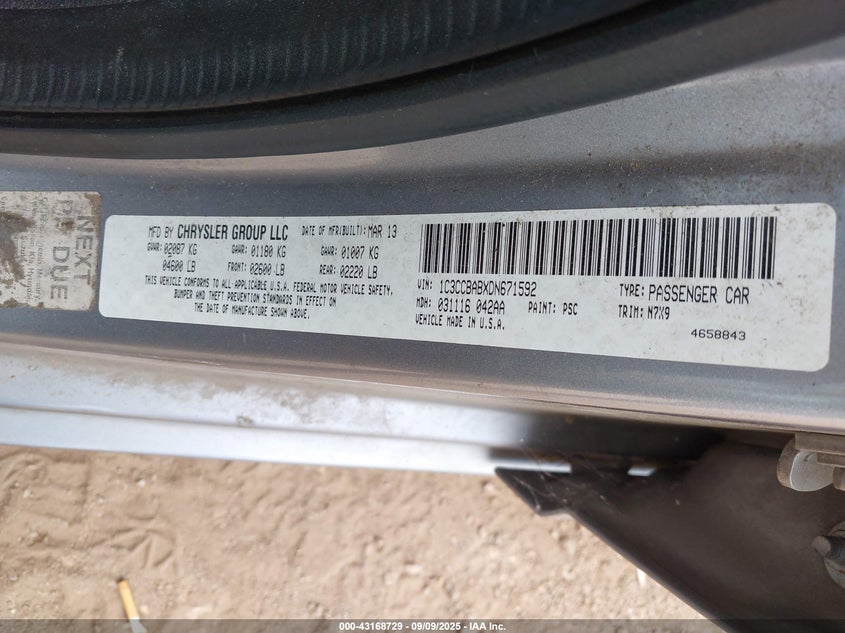 MFD BY CHRYSLER GROUP LLC DATE OF MFR(BUILT): MAR 13
GVWR: 02087 KG GAWR: 01180 KG GAWR: 01007 KG
04600 LB FRONT: 02600 LB REAR: 02220 LB
THIS VEHICLE CONFORMS TO ALL APPLICABLE U.S.A. FEDERAL MOTOR VEHICLE SAFETY,
BUMPER AND THEFT PREVENTION STANDARDS IN EFFECT ON
THE DATE OF MANUFACTURE SHOWN ABOVE.
VIN: 1C3CCBABXDN671592 TYPE: PASSENGER CAR
MDH: 031116 042AA PAINT: PSC TRIM: N7X9
VEHICLE MADE IN U.S.A.
4658843
NEXT
DUE
000-43168729 - 09/09/2025 - IAA Inc.